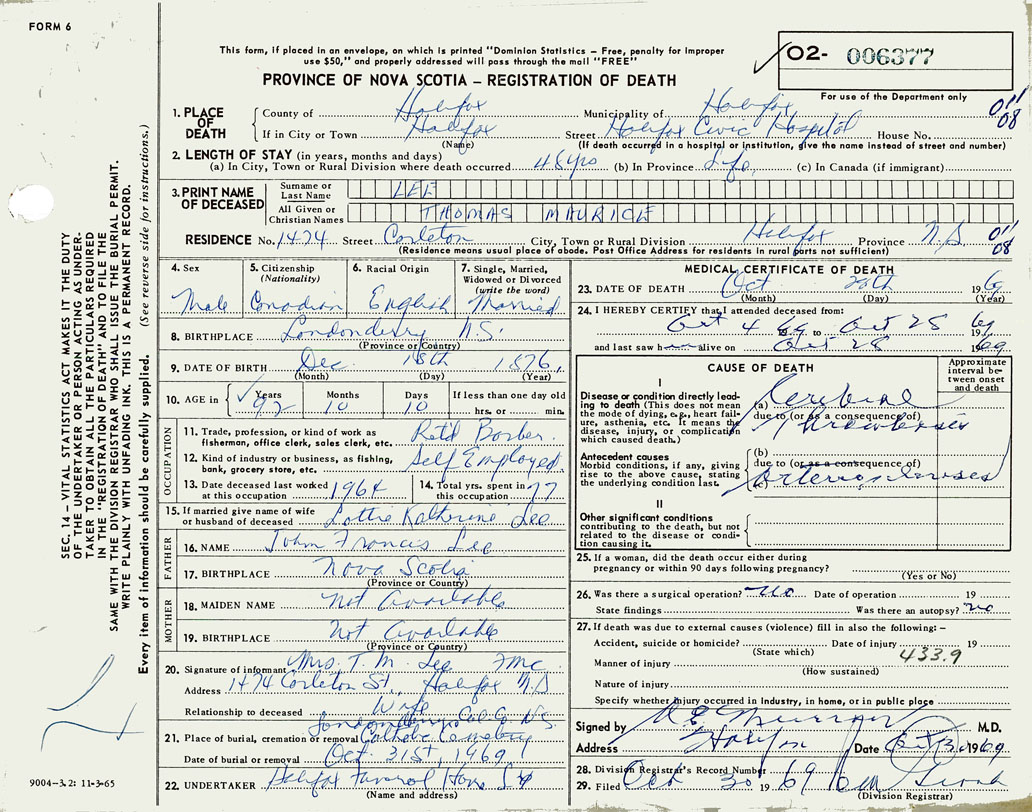 FORM 6
This form, if placed in an envelope, on which is printed "Dominion Statistics – Free, penalty for improper
use $50," and properly addressed will pass through the mail "FREE"
O2- 006377
For use of the Department only
PROVINCE OF NOVA SCOTIA – REGISTRATION OF DEATH
011
08
1. PLACE OF DEATH County of Halifax Municipality of Halifax
If in City or Town Halifax Street Halifax Civic Hospital House No.
(Name) (If death occurred in a hospital or institution, give the name instead of street and number)
2. LENGTH OF STAY (in years, months and days)
(a) In City, Town or Rural Division where death occurred 48 yrs (b) In Province Life, (c) In Canada (if immigrant)
3. PRINT NAME OF DECEASED
Surname or Last Name LEE
All Given or Christian Names THOMAS MAURICE
RESIDENCE No. 1474 Street Carleton City, Town or Rural Division Halifax Province N.S 011
08
(Residence means usual place of abode. Post Office Address for residents in rural parts not sufficient)
4. Sex Male
5. Citizenship (Nationality) Canadian
6. Racial Origin English
7. Single, Married, Widowed or Divorced (write the word) Married
8. BIRTHPLACE Londonderry N.S.
(Province or Country)
9. DATE OF BIRTH Dec. 18th 1876,
(Month) (Day) (Year)
10. AGE in Years 92 Months 10 Days 10 If less than one day old hrs. or min.
OCCUPATION
11. Trade, profession, or kind of work as fisherman, office clerk, sales clerk, etc. Ret'd Barber.
12. Kind of industry or business, as fishing, bank, grocery store, etc. Self Employed
13. Date deceased last worked at this occupation 1964
14. Total yrs. spent in this occupation 77
15. If married give name of wife or husband of deceased Lottie Katherine Lee
FATHER
16. NAME John Francis Lee
17. BIRTHPLACE Nova Scotia
(Province or Country)
MOTHER
18. MAIDEN NAME Not Available
19. BIRTHPLACE Not Available
(Province or Country)
20. Signature of informant Mrs. T. M. Lee
Address 1474 Carleton St., Halifax N.S
Relationship to deceased Wife
Londonderry Col. Co. N.S.
21. Place of burial, cremation or removal Catholic Cemetery
Date of burial or removal Oct. 31st, 1969
22. UNDERTAKER Halifax Funeral Home
(Name and address)
MEDICAL CERTIFICATE OF DEATH
23. DATE OF DEATH Oct 28th 1969
(Month) (Day) (Year)
24. I HEREBY CERTIFY that I attended deceased from:
Oct 4 69 to Oct 28 1969
and last saw h alive on Oct 28 1969
CAUSE OF DEATH
Approximate interval between onset and death
I
Disease or condition directly leading to death (This does not mean the mode of dying, e.g., heart failure, asthenia, etc. It means the disease, injury, or complication which caused death.)
(a) Cerebral
due to (or as a consequence of)
Thrombosis
Antecedent causes
Morbid conditions, if any, giving rise to the above cause, stating the underlying condition last.
(b)
due to (or as a consequence of)
(c) Arteriosclerosis
II
Other significant conditions contributing to the death, but not related to the disease or condition causing it.
25. If a woman, did the death occur either during pregnancy or within 90 days following pregnancy?
(Yes or No)
26. Was there a surgical operation? no Date of operation 19
State findings Was there an autopsy? no
27. If death was due to external causes (violence) fill in also the following: –
Accident, suicide or homicide? Date of injury 19
(State which) 433.9
Manner of injury
(How sustained)
Nature of injury
Specify whether injury occurred in Industry, in home, or in public place
Signed by M.D.
Address Halifax Date Oct 1969
28. Division Registrar's Record Number
29. Filed Oct 30 1969
(Division Registrar)
SEC. 14 – VITAL STATISTICS ACT MAKES IT THE DUTY
OF THE UNDERTAKER OR PERSON ACTING AS UNDER-
TAKER TO OBTAIN ALL THE PARTICULARS REQUIRED
IN THE "REGISTRATION OF DEATH" AND TO FILE THE
SAME WITH THE DIVISION REGISTRAR WHO SHALL ISSUE THE BURIAL PERMIT.
WRITE PLAINLY WITH UNFADING INK. THIS IS A PERMANENT RECORD.
Every item of information should be carefully supplied. (See reverse side for instructions.)
9004–3.2: 11-3-65